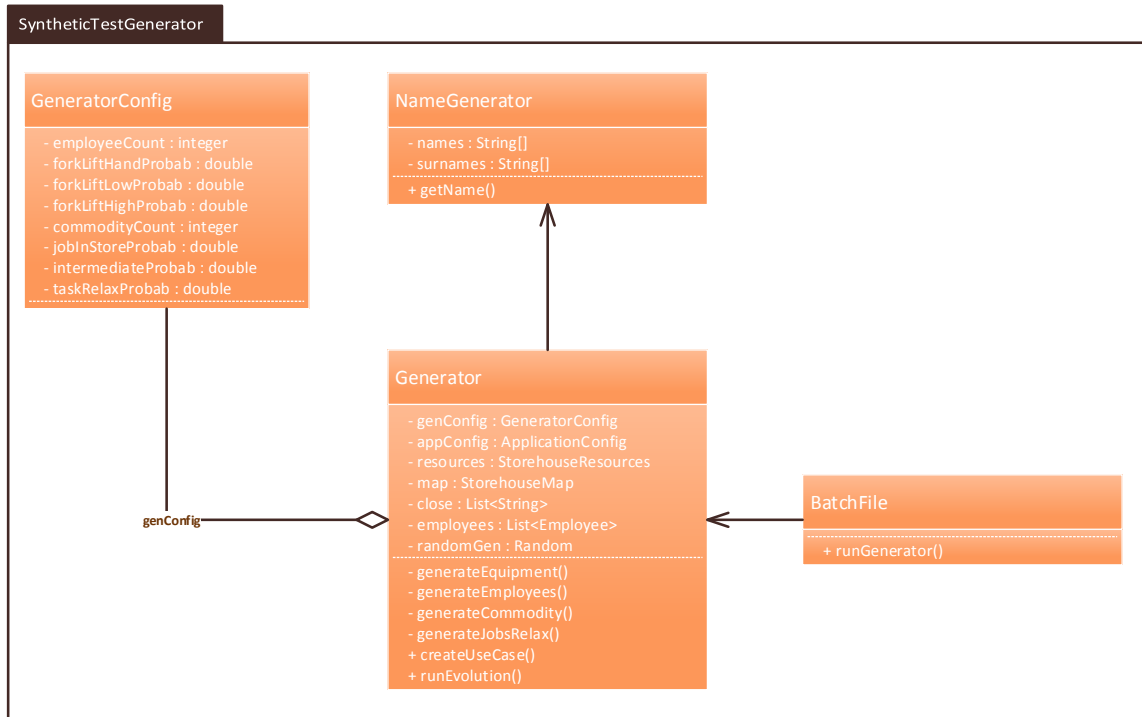 SyntheticTestGenerator
GeneratorConfig
- employeeCount : integer
- forkLiftHandProbab : double
- forkLiftLowProbab : double
- forkLiftHighProbab : double
- commodityCount : integer
- jobInStoreProbab : double
- intermediateProbab : double
- taskRelaxProbab : double
NameGenerator
- names : String[]
- surnames : String[]
+ getName()
Generator
- genConfig : GeneratorConfig
- appConfig : ApplicationConfig
- resources : StorehouseResources
- map : StorehouseMap
- close : List<String>
- employees : List<Employee>
- randomGen : Random
- generateEquipment()
- generateEmployees()
- generateCommodity()
- generateJobsRelax()
+ createUseCase()
+ runEvolution()
genConfig
BatchFile
+ runGenerator()